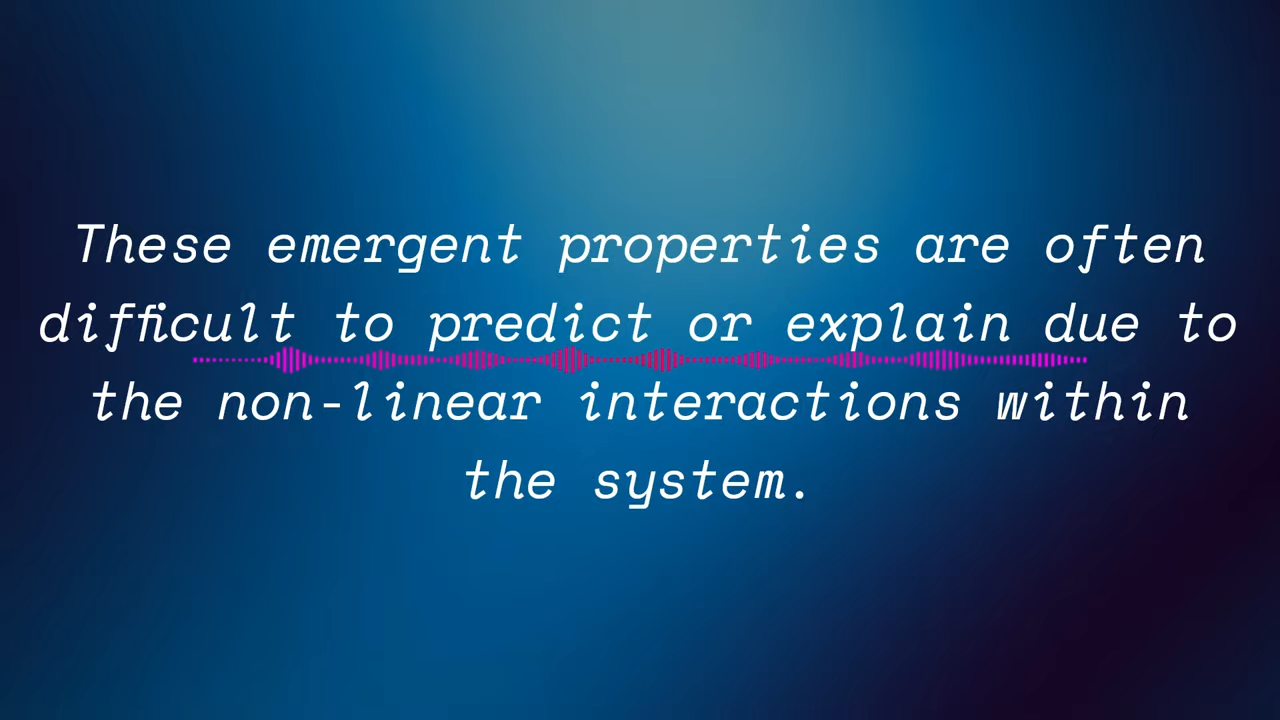 These emergent properties are often
difficult to predict or explain due to
the non-linear interactions within
the system.